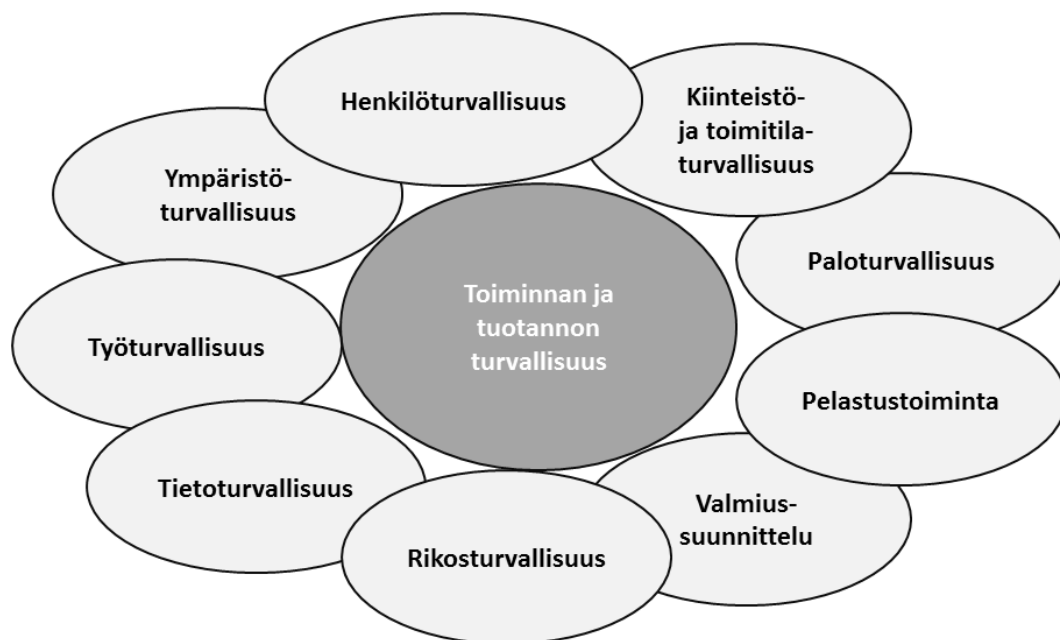 Henkilöturvallisuus
Kiinteistö-
ja toimitila-
turvallisuus
Ympäristö-
turvallisuus
Paloturvallisuus
Toiminnan ja
tuotannon
turvallisuus
Työturvallisuus
Pelastustoiminta
Tietoturvallisuus
Valmius-
suunnittelu
Rikosturvallisuus